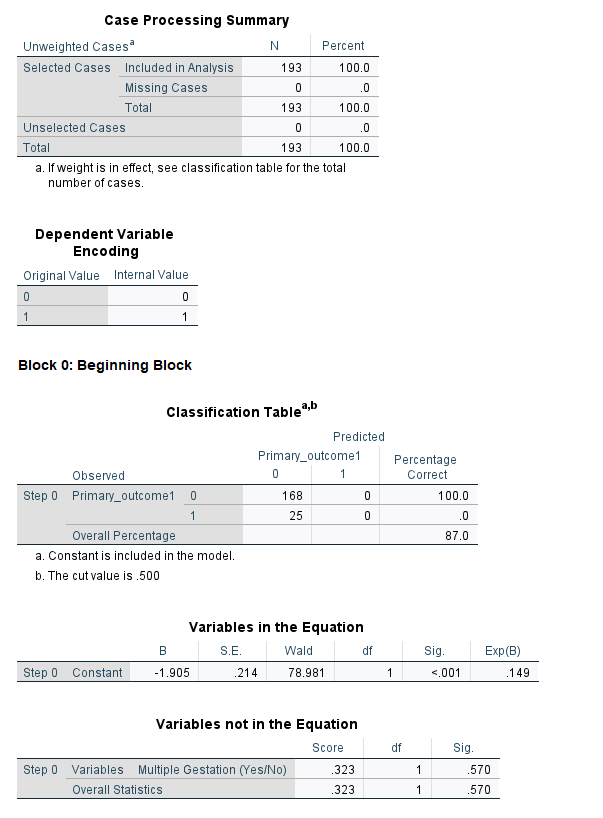 Case Processing Summary
Unweighted Cases^a N Percent
Selected Cases Included in Analysis 193 100.0
Missing Cases 0 .0
Total 193 100.0
Unselected Cases 0 .0
Total 193 100.0
a. If weight is in effect, see classification table for the total
number of cases.
Dependent Variable
Encoding
Original Value Internal Value
0 0
1 1
Block 0: Beginning Block
Classification Table^a,b
Predicted
Primary_outcome1 Percentage
Observed 0 1 Correct
Step 0 Primary_outcome1 0 168 0 100.0
1 25 0 .0
Overall Percentage 87.0
a. Constant is included in the model.
b. The cut value is .500
Variables in the Equation
B S.E. Wald df Sig. Exp(B)
Step 0 Constant -1.905 .214 78.981 1 <.001 .149
Variables not in the Equation
Score df Sig.
Step 0 Variables Multiple Gestation (Yes/No) .323 1 .570
Overall Statistics .323 1 .570